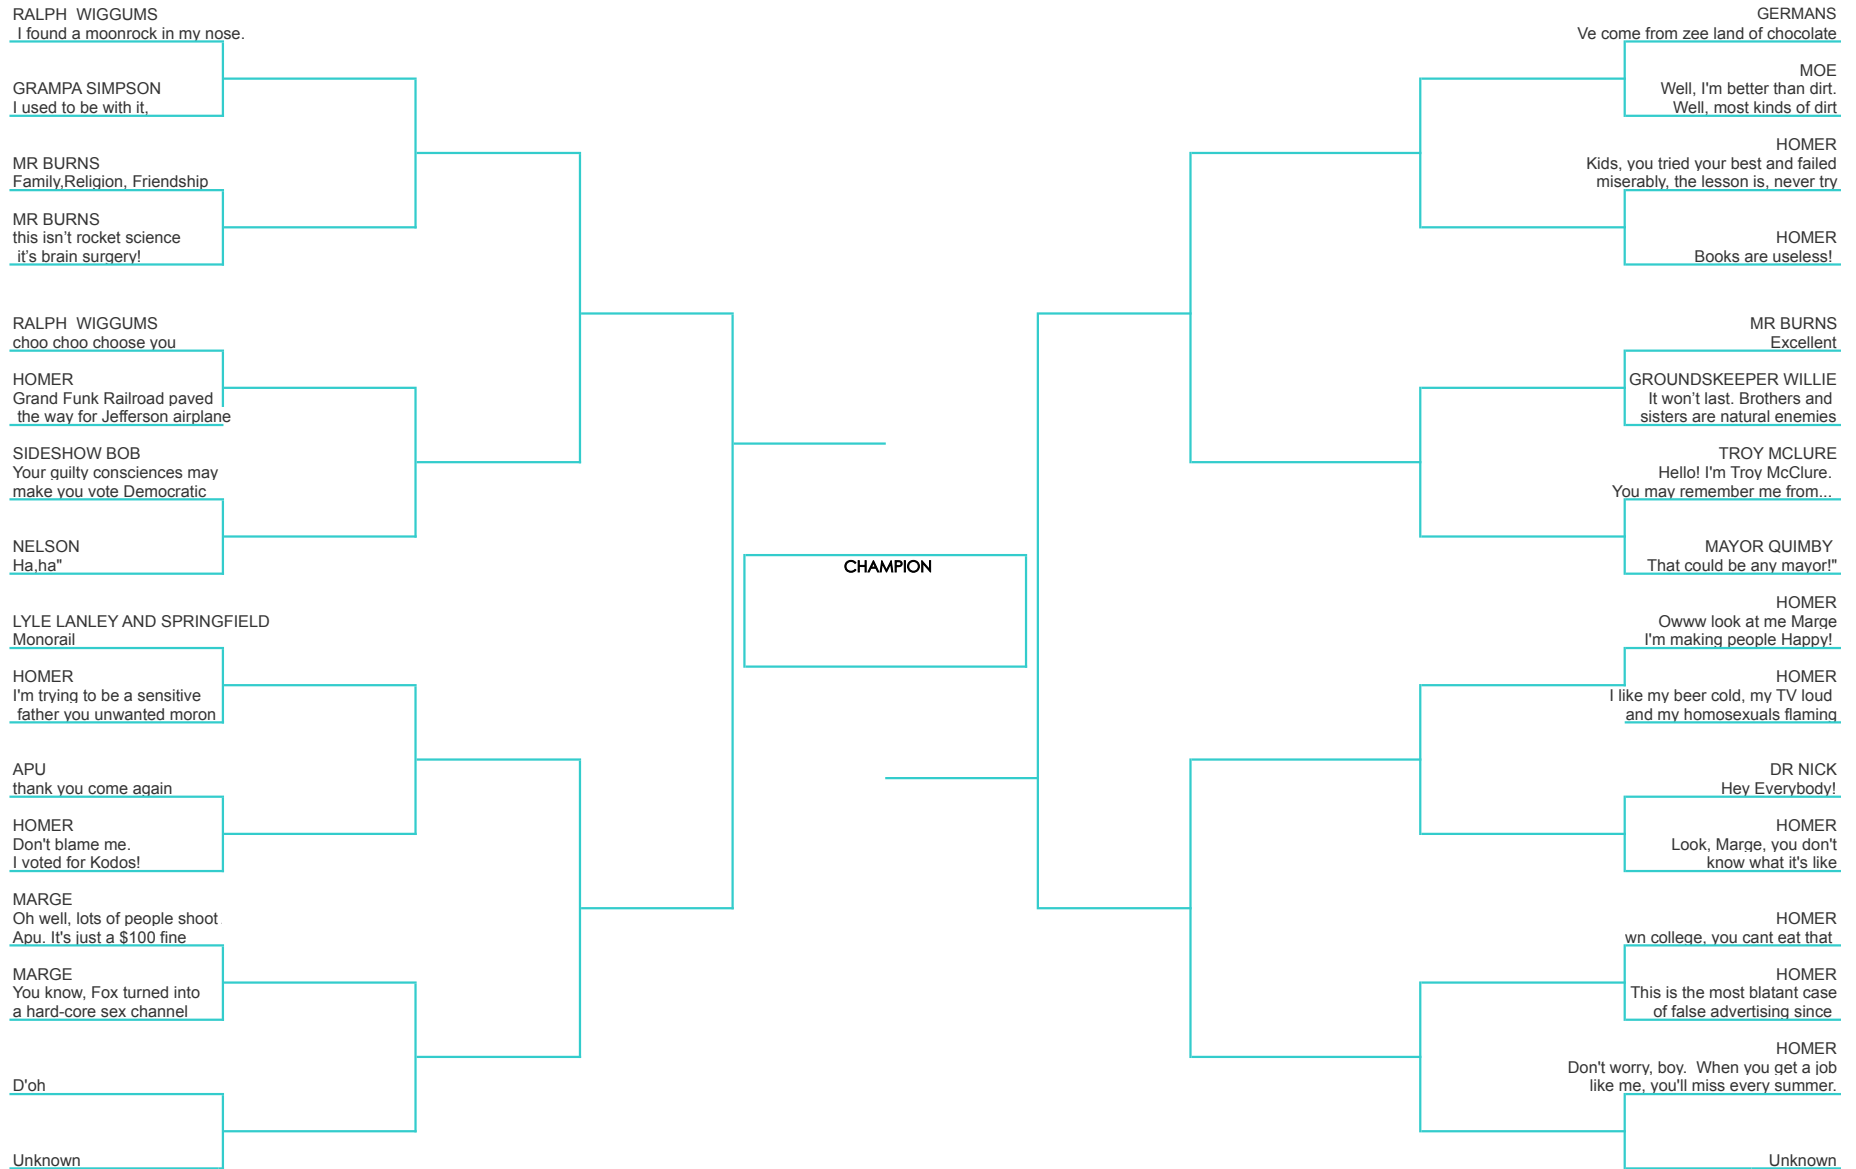 RALPH  WIGGUMS
I found a moonrock in my nose.
GRAMPA SIMPSON
I used to be with it,
MR BURNS
Family,Religion, Friendship
MR BURNS
this isn't rocket science
it's brain surgery!
RALPH  WIGGUMS
choo choo choose you
HOMER
Grand Funk Railroad paved
the way for Jefferson airplane
SIDESHOW BOB
Your guilty consciences may
make you vote Democratic
NELSON
Ha,ha"
LYLE LANLEY AND SPRINGFIELD
Monorail
HOMER
I'm trying to be a sensitive
father you unwanted moron
APU
thank you come again
HOMER
Don't blame me.
I voted for Kodos!
MARGE
Oh well, lots of people shoot
Apu. It's just a $100 fine
MARGE
You know, Fox turned into
a hard-core sex channel
D'oh
Unknown
CHAMPION
GERMANS
Ve come from zee land of chocolate
MOE
Well, I'm better than dirt.
Well, most kinds of dirt
HOMER
Kids, you tried your best and failed
miserably, the lesson is, never try
HOMER
Books are useless!
MR BURNS
Excellent
GROUNDSKEEPER WILLIE
It won't last. Brothers and
sisters are natural enemies
TROY MCLURE
Hello! I'm Troy McClure.
You may remember me from...
MAYOR QUIMBY
That could be any mayor!"
HOMER
Owww look at me Marge
I'm making people Happy!
HOMER
I like my beer cold, my TV loud
and my homosexuals flaming
DR NICK
Hey Everybody!
HOMER
Look, Marge, you don't
know what it's like
HOMER
wn college, you cant eat that
HOMER
This is the most blatant case
of false advertising since
HOMER
Don't worry, boy.  When you get a job
like me, you'll miss every summer.
Unknown